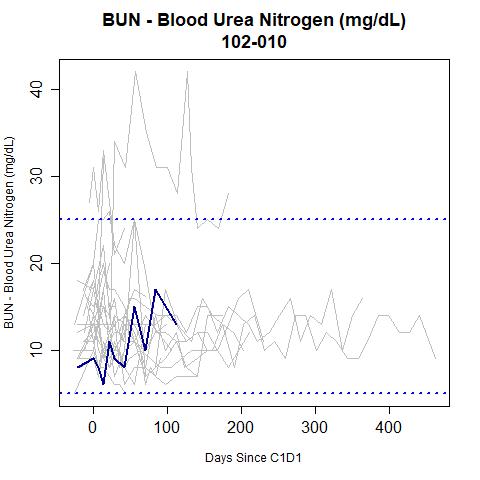 BUN - Blood Urea Nitrogen (mg/dL)
102-010
BUN - Blood Urea Nitrogen (mg/dL)
40
30
20
10
0 100 200 300 400
Days Since C1D1